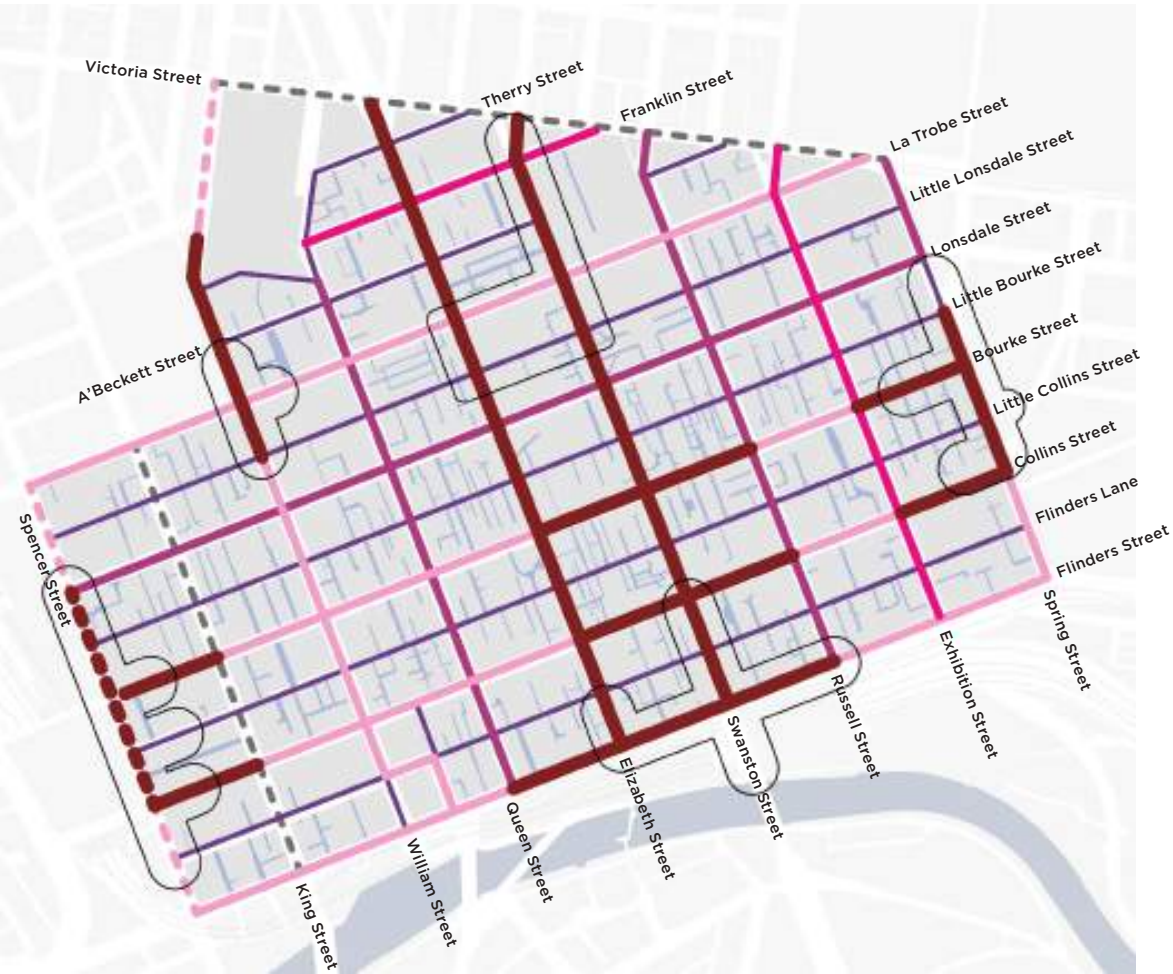 Victoria Street
Therry Street
Franklin Street
La Trobe Street
Little Lonsdale Street
Lonsdale Street
Little Bourke Street
Bourke Street
A'Beckett Street
Little Collins Street
Collins Street
Flinders Lane
Flinders Street
Spencer Street
Spring Street
Exhibition Street
Russell Street
Swanston Street
Elizabeth Street
Queen Street
William Street
King Street